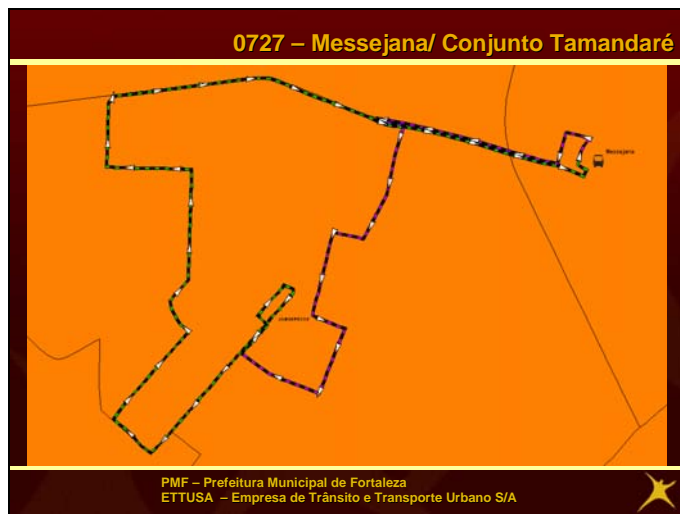 0727 – Messejana/ Conjunto Tamandaré
Messejana
PMF – Prefeitura Municipal de Fortaleza
ETTUSA – Empresa de Trânsito e Transporte Urbano S/A